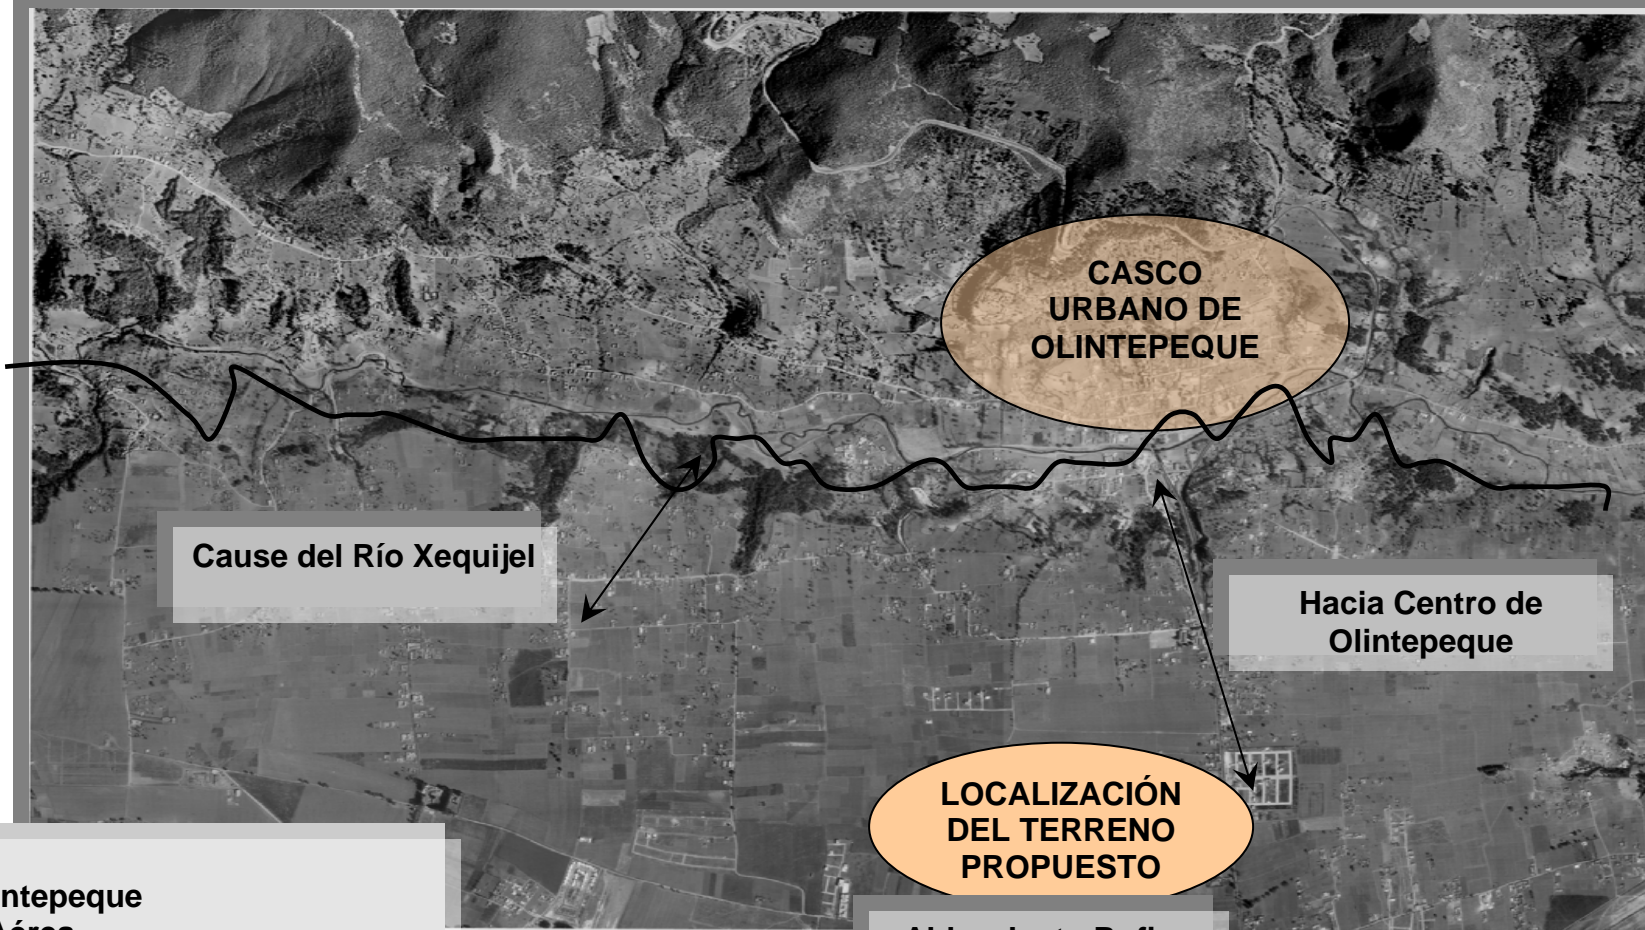 CASCO
URBANO DE
OLINTEPEQUE
Cause del Río Xequijel
Hacia Centro de
Olintepeque
LOCALIZACIÓN
DEL TERRENO
PROPUESTO
ntepeque